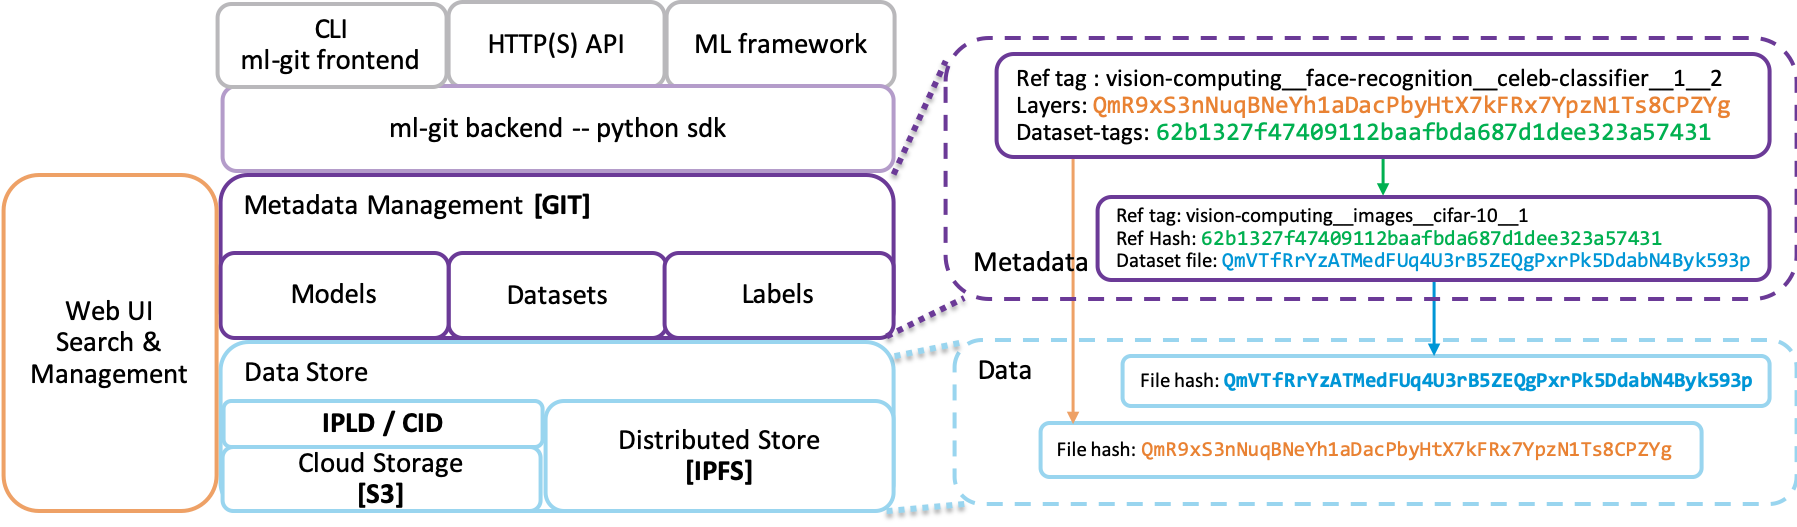 CLI
ml-git frontend
HTTP(S) API
ML framework
ml-git backend -- python sdk
Metadata Management [GIT]
Models
Datasets
Labels
Web UI
Search &
Management
Data Store
IPLD / CID
Cloud Storage
[S3]
Distributed Store
[IPFS]
Ref tag : vision-computing__face-recognition__celeb-classifier__1__2
Layers: QmR9xS3nNuqBNeYh1aDacPbyHtX7kFRx7YpzN1Ts8CPZYg
Dataset-tags: 62b1327f47409112baafbda687d1dee323a57431
Ref tag: vision-computing__images__cifar-10__1
Ref Hash: 62b1327f47409112baafbda687d1dee323a57431
Dataset file: QmVTfRrYzATMedFUq4U3rB5ZEQgPxrPk5DdabN4Byk593p
Metadata
Data
File hash: QmVTfRrYzATMedFUq4U3rB5ZEQgPxrPk5DdabN4Byk593p
File hash: QmR9xS3nNuqBNeYh1aDacPbyHtX7kFRx7YpzN1Ts8CPZYg